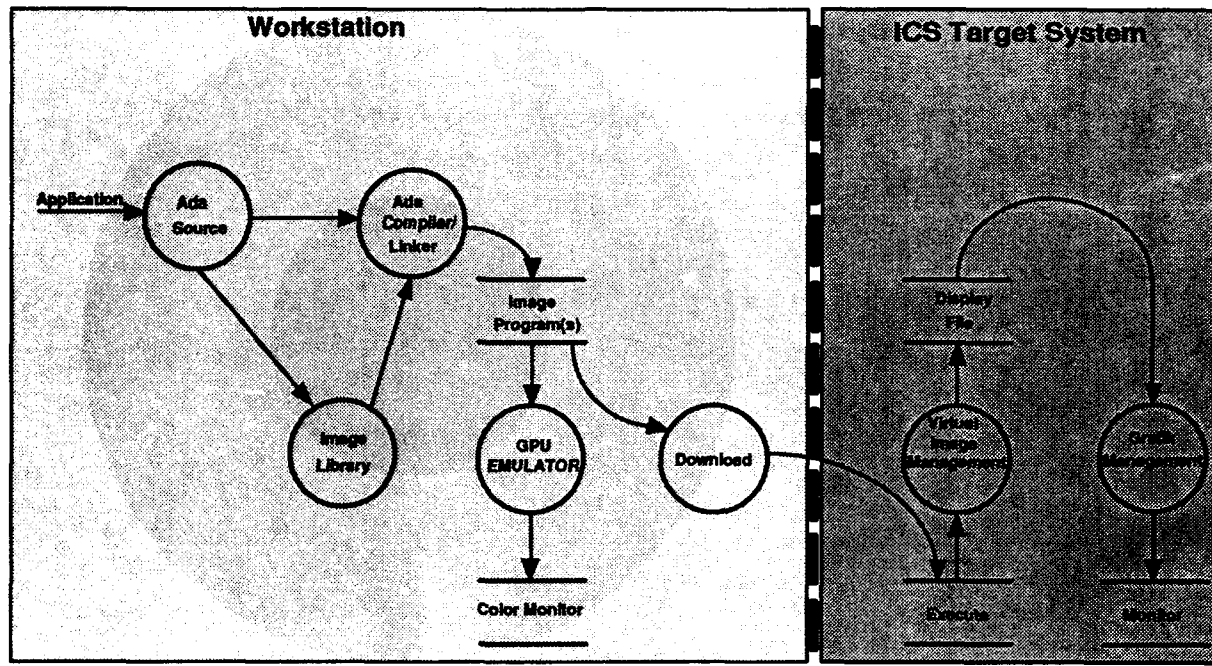 Workstation
ICS Target System
Application
Ada
Source
Ada
Compiler/
Linker
Image
Program(s)
Display
File
Image
Library
GPU
EMULATOR
Download
Virtual
Image
Management
Management
Color Monitor
Execute
Monitor